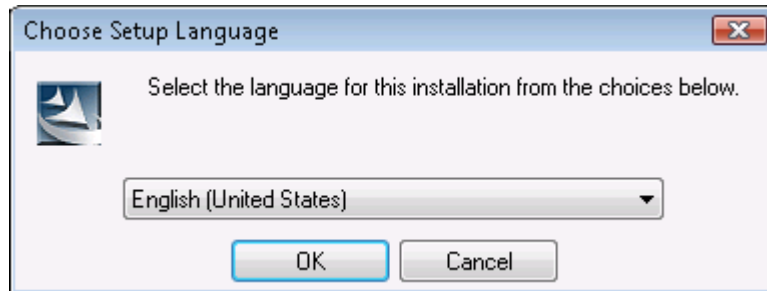 Choose Setup Language
Select the language for this installation from the choices below.
English (United States)
OK
Cancel